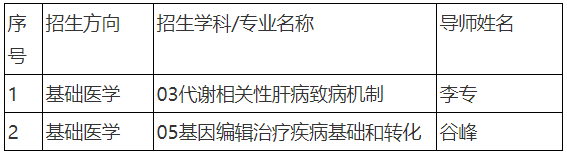 序号 招生方向 招生学科/专业名称 导师姓名
1 基础医学 03代谢相关性肝病致病机制 李专
2 基础医学 05基因编辑治疗疾病基础和转化 谷峰